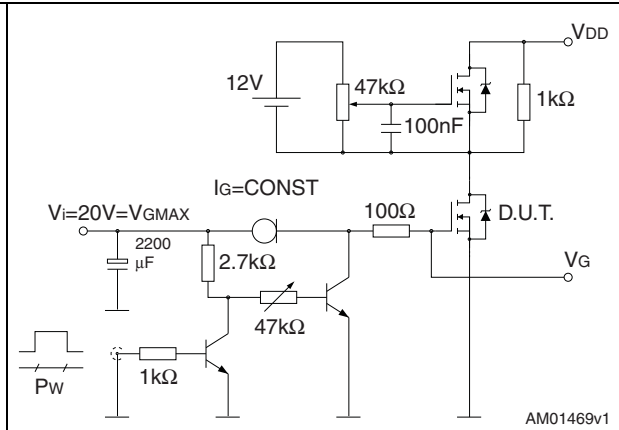 VDD
12V
47kΩ
1kΩ
100nF
IG=CONST
Vi=20V=VGMAX
100Ω
D.U.T.
2200
μF
2.7kΩ
VG
47kΩ
1kΩ
PW
AM01469v1